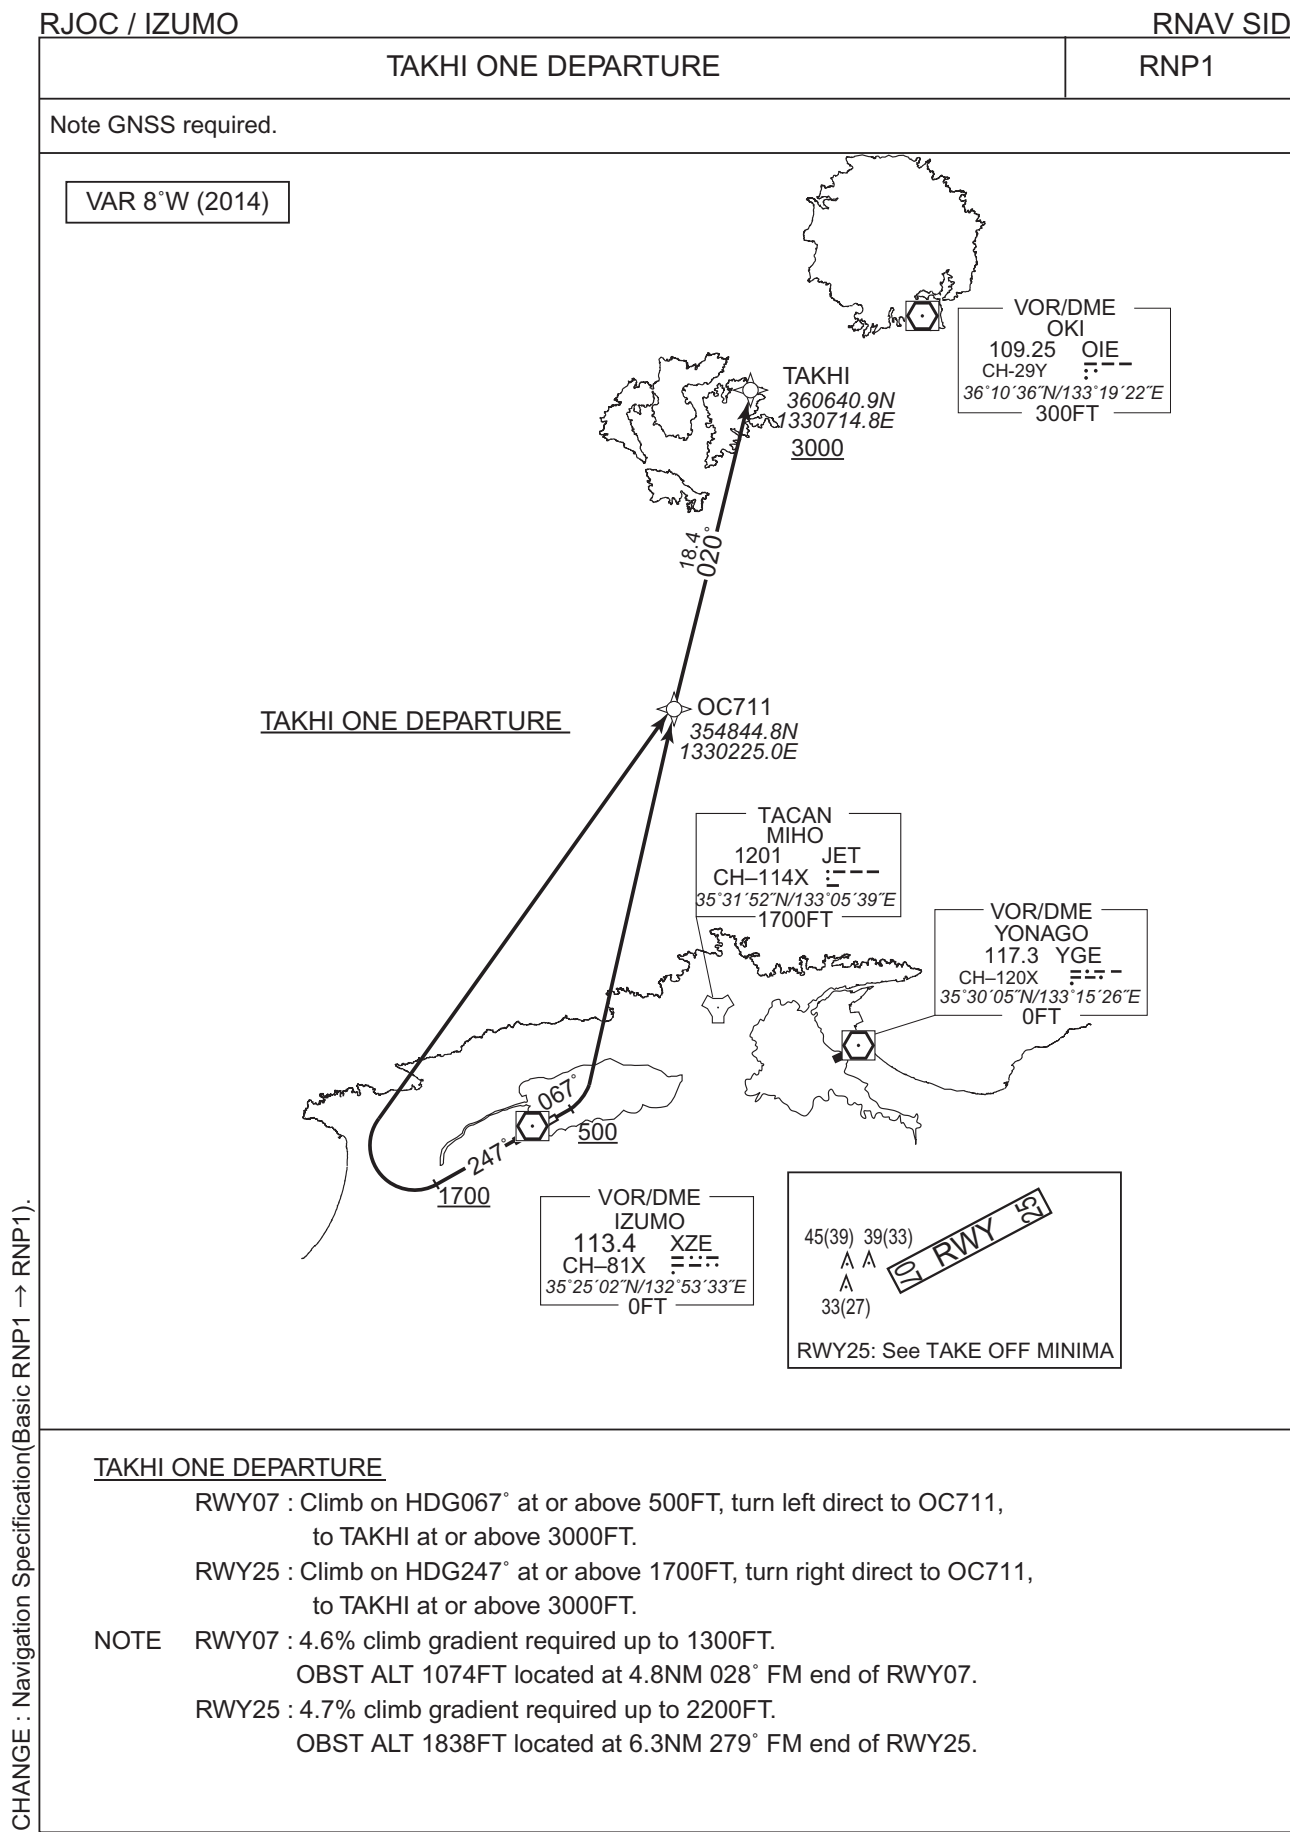 RJOC / IZUMO
RNAV SID
TAKHI ONE DEPARTURE
RNP1
Note GNSS required.
VAR 8˚W (2014)
VOR/DME
OKI
109.25 OIE
CH-29Y
36˚10´36˝N/133˚19´22˝E
300FT
TAKHI
360640.9N
1330714.8E
3000
18.4
020˚
OC711
354844.8N
1330225.0E
TAKHI ONE DEPARTURE
TACAN
MIHO
1201 JET
CH–114X
35˚31´52˝N/133˚05´39˝E
1700FT
VOR/DME
YONAGO
117.3 YGE
CH–120X
35˚30´05˝N/133˚15´26˝E
0FT
067˚
500
247˚
1700
VOR/DME
IZUMO
113.4 XZE
CH–81X
35˚25´02˝N/132˚53´33˝E
0FT
45(39) 39(33)
33(27)
07 RWY 25
RWY25: See TAKE OFF MINIMA
TAKHI ONE DEPARTURE
RWY07 : Climb on HDG067˚ at or above 500FT, turn left direct to OC711,
to TAKHI at or above 3000FT.
RWY25 : Climb on HDG247˚ at or above 1700FT, turn right direct to OC711,
to TAKHI at or above 3000FT.
NOTE RWY07 : 4.6% climb gradient required up to 1300FT.
OBST ALT 1074FT located at 4.8NM 028˚ FM end of RWY07.
RWY25 : 4.7% climb gradient required up to 2200FT.
OBST ALT 1838FT located at 6.3NM 279˚ FM end of RWY25.
CHANGE : Navigation Specification(Basic RNP1 → RNP1).